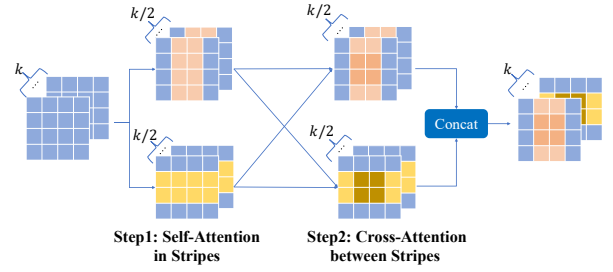 k
k/2
k/2
k/2
k/2
k
Concat
Step1: Self-Attention
in Stripes
Step2: Cross-Attention
between Stripes